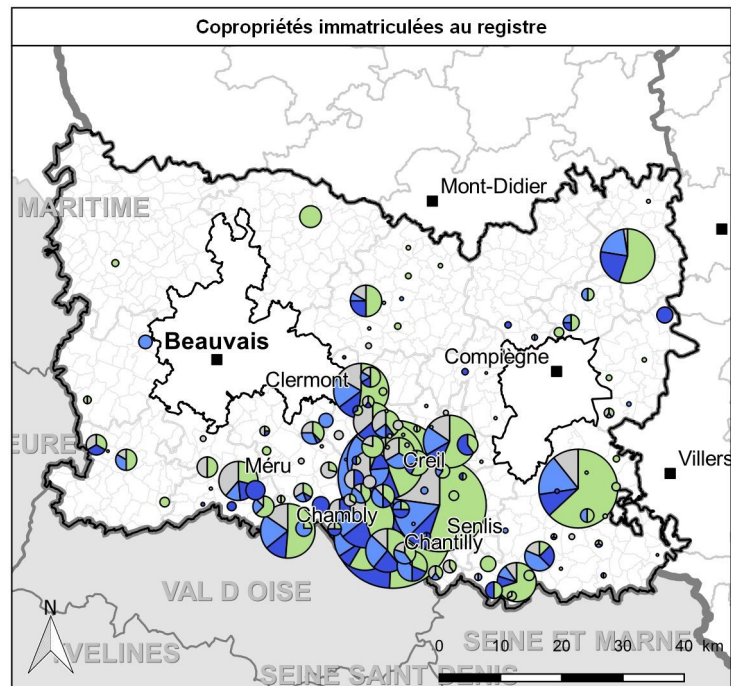 Copropriétés immatriculées au registre
Mont-Didier
MARITIME
Beauvais
Compiègne
Clermont
EURE
Creil
Villers
Méru
Chambly
Senlis
Chantilly
VAL D OISE
N
SEINE ET MARNE
YVELINES
0 10 20 30 40 km
SEINE SAINT DENIS